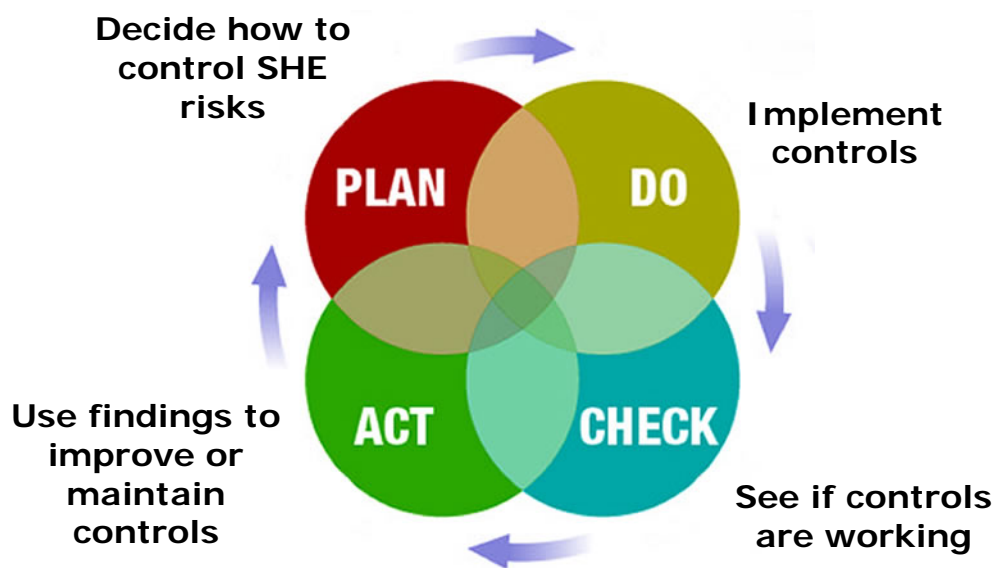 Decide how to
control SHE
risks
PLAN
DO
Implement
controls
ACT
CHECK
Use findings to
improve or
maintain
controls
See if controls
are working